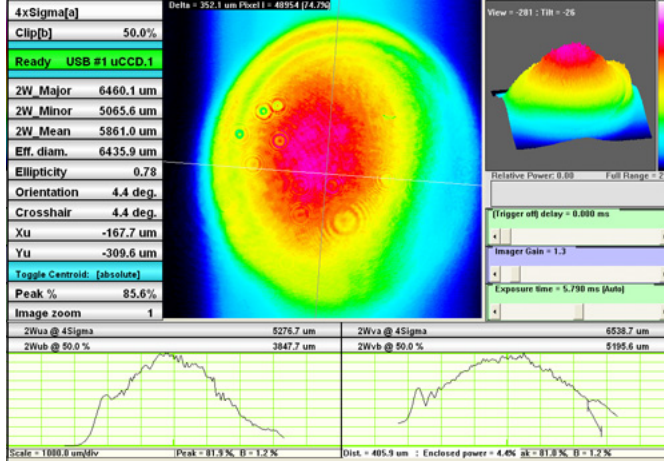 4xSigma[a]
Clip[b] 50.0%
Ready USB #1 uCCD.1
2W_Major 6460.1 um
2W_Minor 5065.6 um
2W_Mean 5861.0 um
Eff. diam. 6435.9 um
Ellipticity 0.78
Orientation 4.4 deg.
Crosshair 4.4 deg.
Xu -167.7 um
Yu -309.6 um
Toggle Centroid: [absolute]
Peak % 85.6%
Image zoom 1
Delta = 352.1 um Pixel I = 48954 (74.7%)
View = -281 : Tilt = -26
Relative Power: 0.00 Full Range = 2
(Trigger off) delay = 0.000 ms
Imager Gain = 1.3
Exposure time = 5.790 ms (Auto)
2Wua @ 4Sigma 5276.7 um
2Wub @ 50.0 % 3847.7 um
2Wva @ 4Sigma 6538.7 um
2Wvb @ 50.0% 5195.6 um
Scale = 1000.0 um/div Peak = 81.9 %, B = 1.2 %
Dist. = 405.9 um : Enclosed power = 4.4% ak = 81.0 %, B = 1.2 %